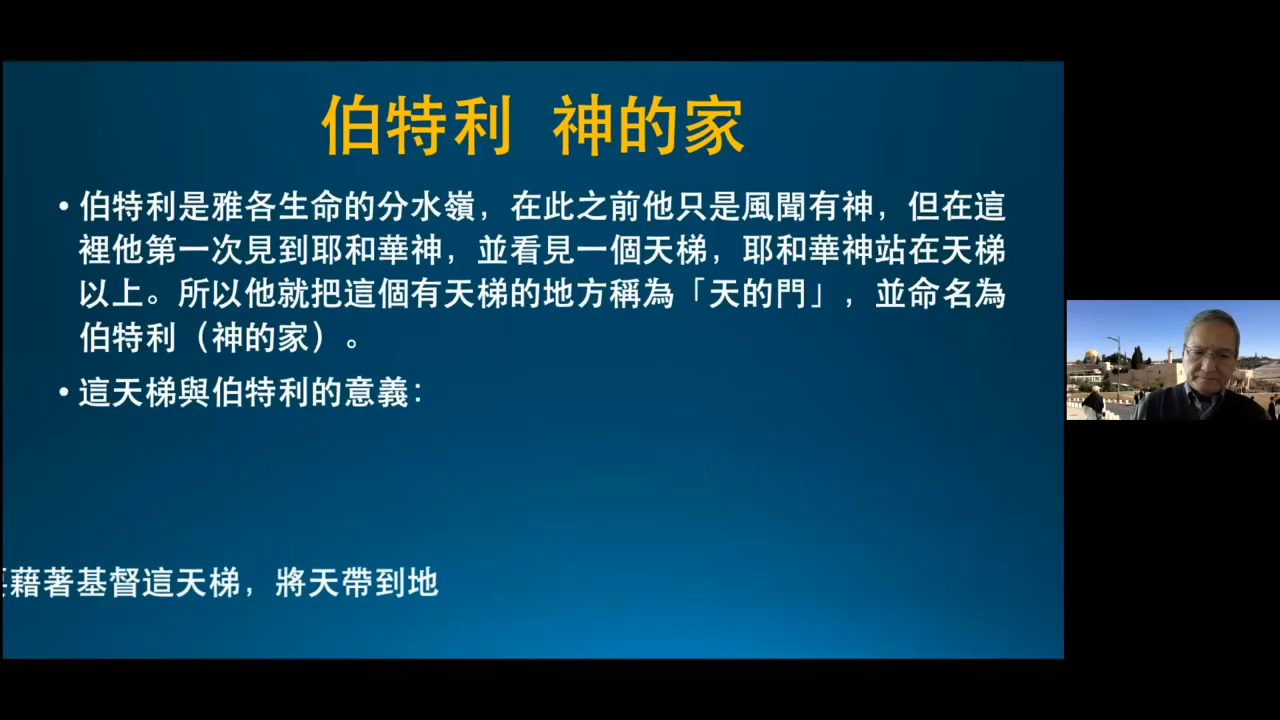 伯特利 神的家
• 伯特利是雅各生命的分水嶺，在此之前他只是風聞有神，但在這
裡他第一次見到耶和華神，並看見一個天梯，耶和華神站在天梯
以上。所以他就把這個有天梯的地方稱為「天的門」，並命名為
伯特利（神的家）。
• 這天梯與伯特利的意義：
藉著基督這天梯，將天帶到地